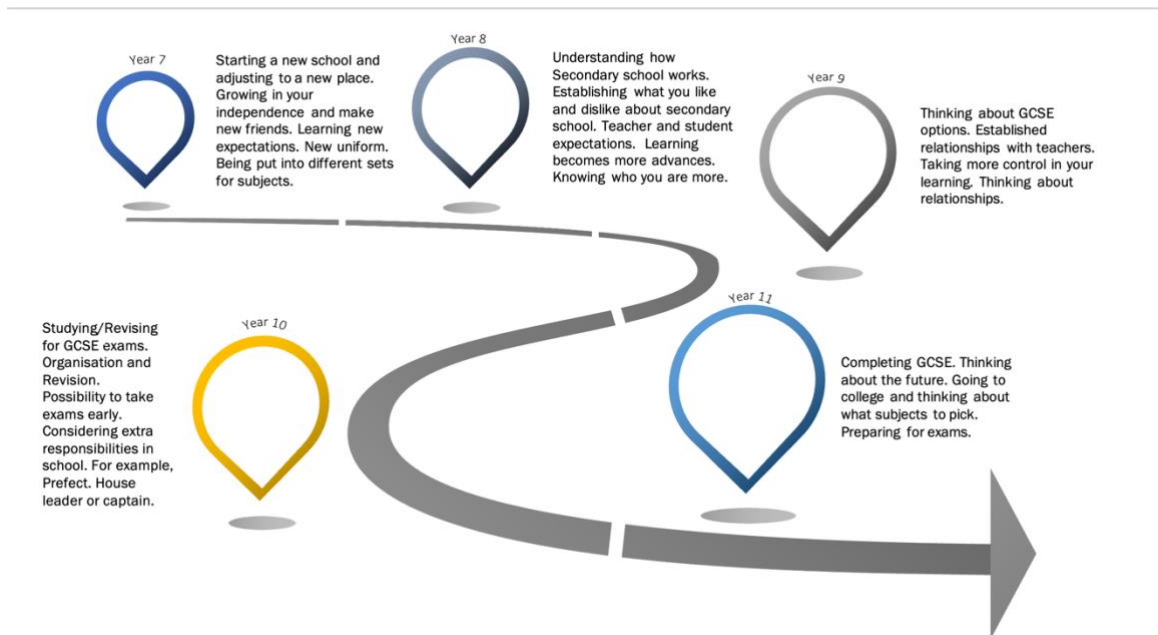 Year 7
Starting a new school and
adjusting to a new place.
Growing in your
independence and make
new friends. Learning new
expectations. New uniform.
Being put into different sets
for subjects.
Year 8
Understanding how
Secondary school works.
Establishing what you like
and dislike about secondary
school. Teacher and student
expectations. Learning
becomes more advances.
Knowing who you are more.
Year 9
Thinking about GCSE
options. Established
relationships with teachers.
Taking more control in your
learning. Thinking about
relationships.
Year 10
Studying/Revising
for GCSE exams.
Organisation and
Revision.
Possibility to take
exams early.
Considering extra
responsibilities in
school. For example,
Prefect. House
leader or captain.
Year 11
Completing GCSE. Thinking
about the future. Going to
college and thinking about
what subjects to pick.
Preparing for exams.